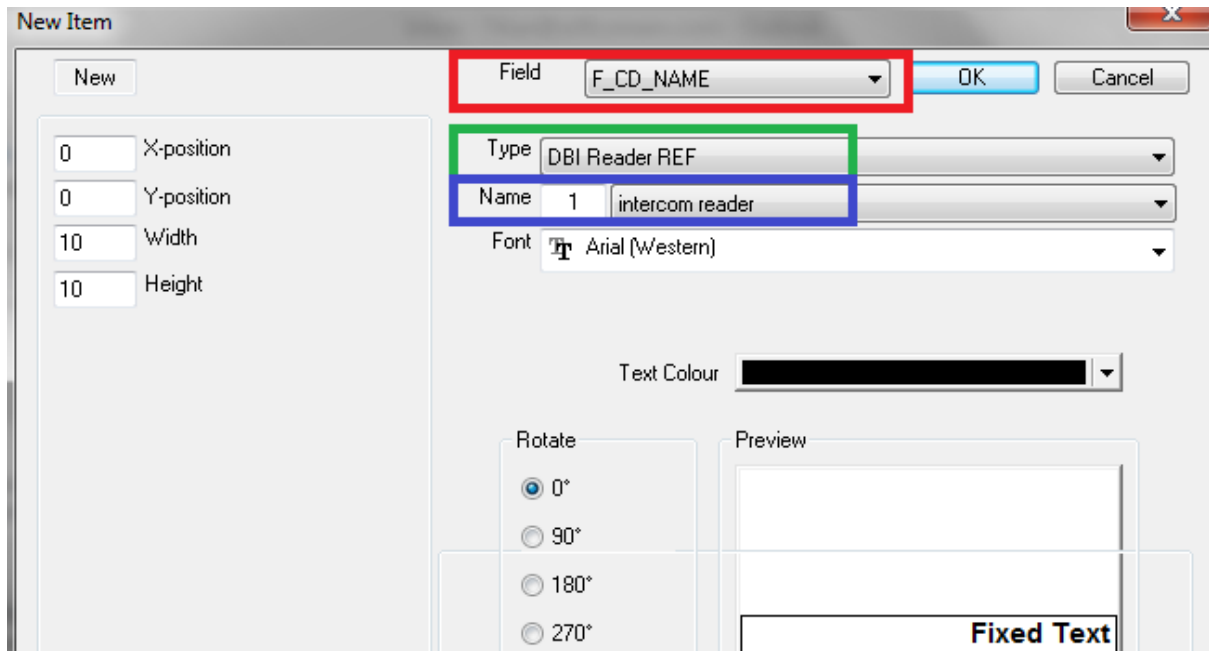 New Item
New
Field F_CD_NAME OK Cancel
0 X-position
Type DBI Reader REF
0 Y-position
Name 1 intercom reader
10 Width
Font Arial (Western)
10 Height
Text Colour
Rotate
Preview
0°
90°
180°
270°
Fixed Text